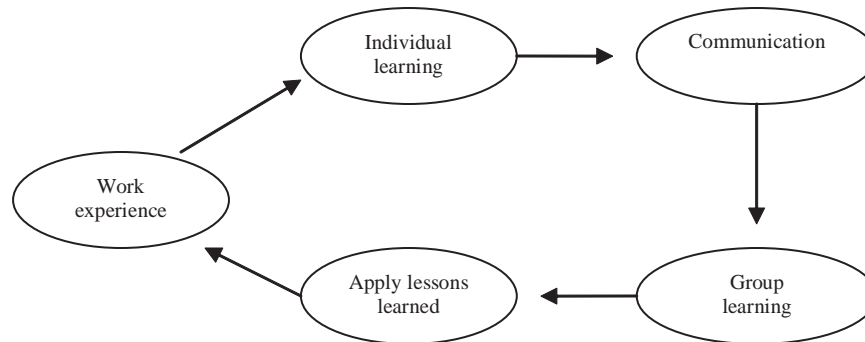 Individual
learning
Communication
Work
experience
Apply lessons
learned
Group
learning